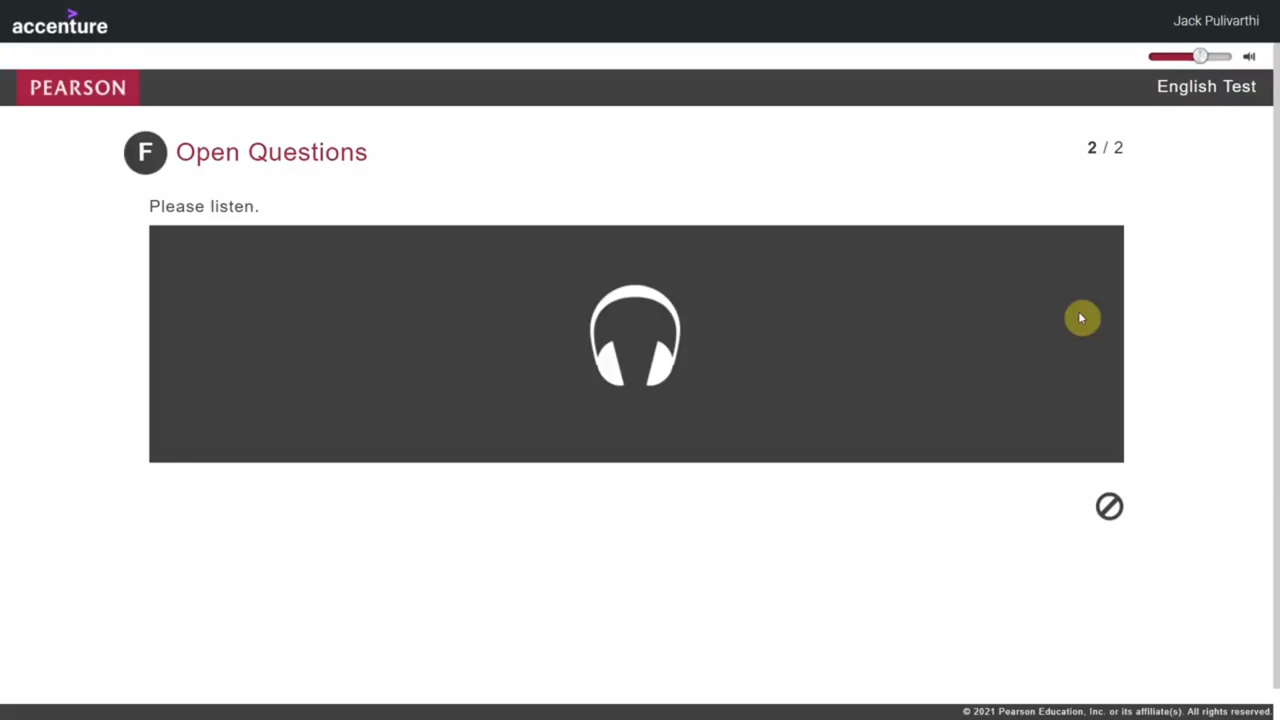 accenture
Jack Pulivarthi
PEARSON
English Test
F Open Questions
2 / 2
Please listen.
© 2021 Pearson Education, Inc. or its affiliate(s). All rights reserved.